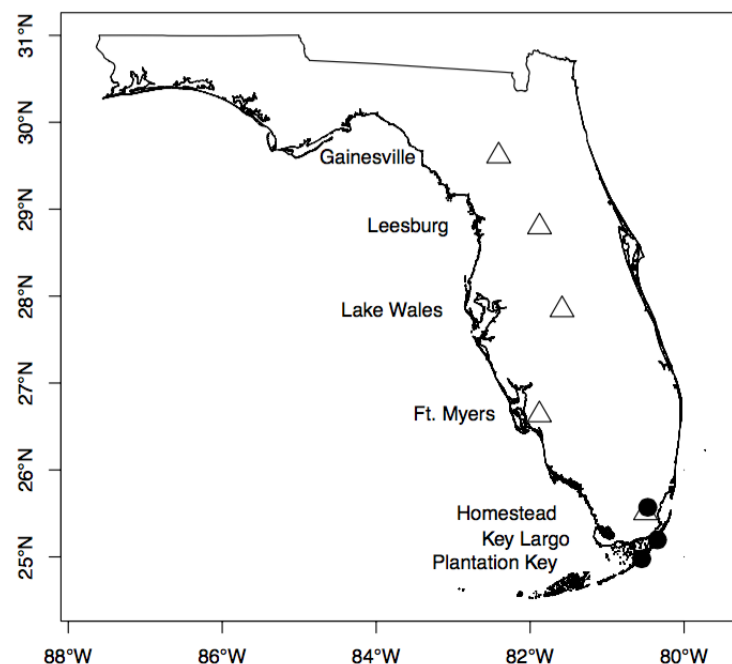 31°N
30°N
29°N
28°N
27°N
26°N
25°N
Gainesville
Leesburg
Lake Wales
Ft. Myers
Homestead
Key Largo
Plantation Key
88°W 86°W 84°W 82°W 80°W